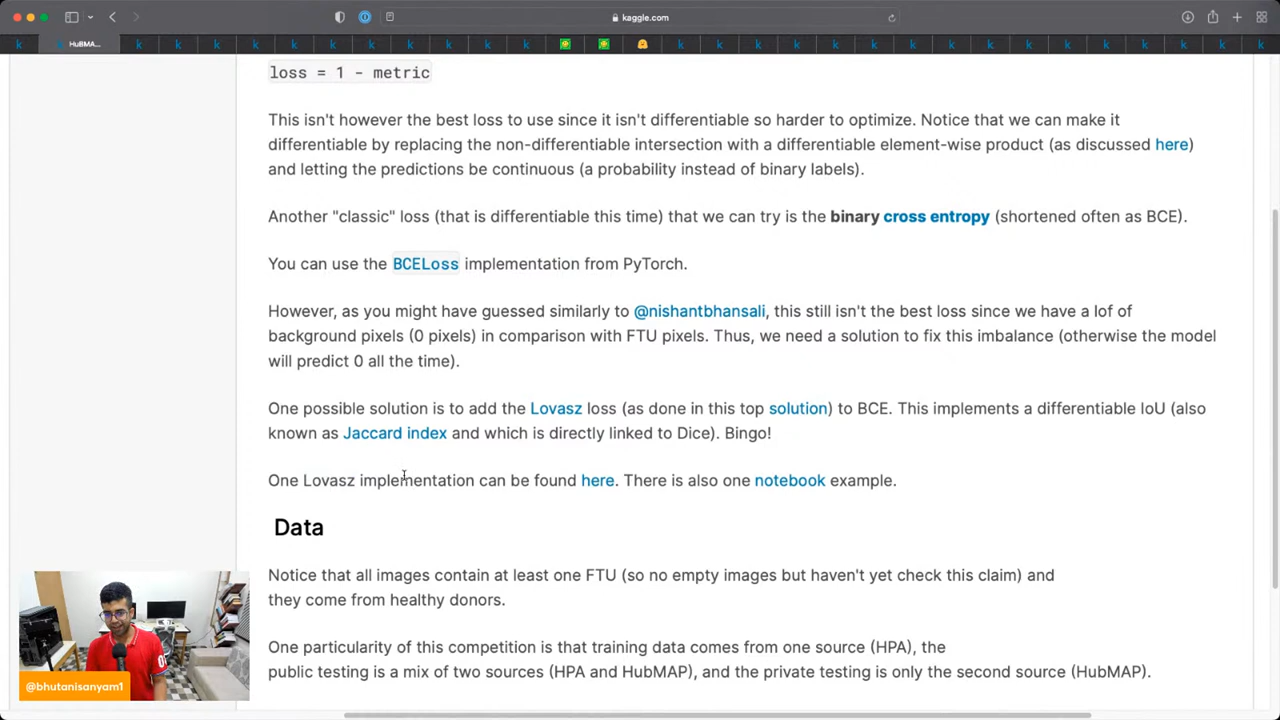 kaggle.com
HuBMA...
loss = 1 - metric
This isn't however the best loss to use since it isn't differentiable so harder to optimize. Notice that we can make it
differentiable by replacing the non-differentiable intersection with a differentiable element-wise product (as discussed here)
and letting the predictions be continuous (a probability instead of binary labels).
Another "classic" loss (that is differentiable this time) that we can try is the binary cross entropy (shortened often as BCE).
You can use the BCELoss implementation from PyTorch.
However, as you might have guessed similarly to @nishantbhansali, this still isn't the best loss since we have a lof of
background pixels (0 pixels) in comparison with FTU pixels. Thus, we need a solution to fix this imbalance (otherwise the model
will predict 0 all the time).
One possible solution is to add the Lovasz loss (as done in this top solution) to BCE. This implements a differentiable IoU (also
known as Jaccard index and which is directly linked to Dice). Bingo!
One Lovasz implementation can be found here. There is also one notebook example.
Data
Notice that all images contain at least one FTU (so no empty images but haven't yet check this claim) and
they come from healthy donors.
One particularity of this competition is that training data comes from one source (HPA), the
public testing is a mix of two sources (HPA and HubMAP), and the private testing is only the second source (HubMAP).
@bhutanisanyam1